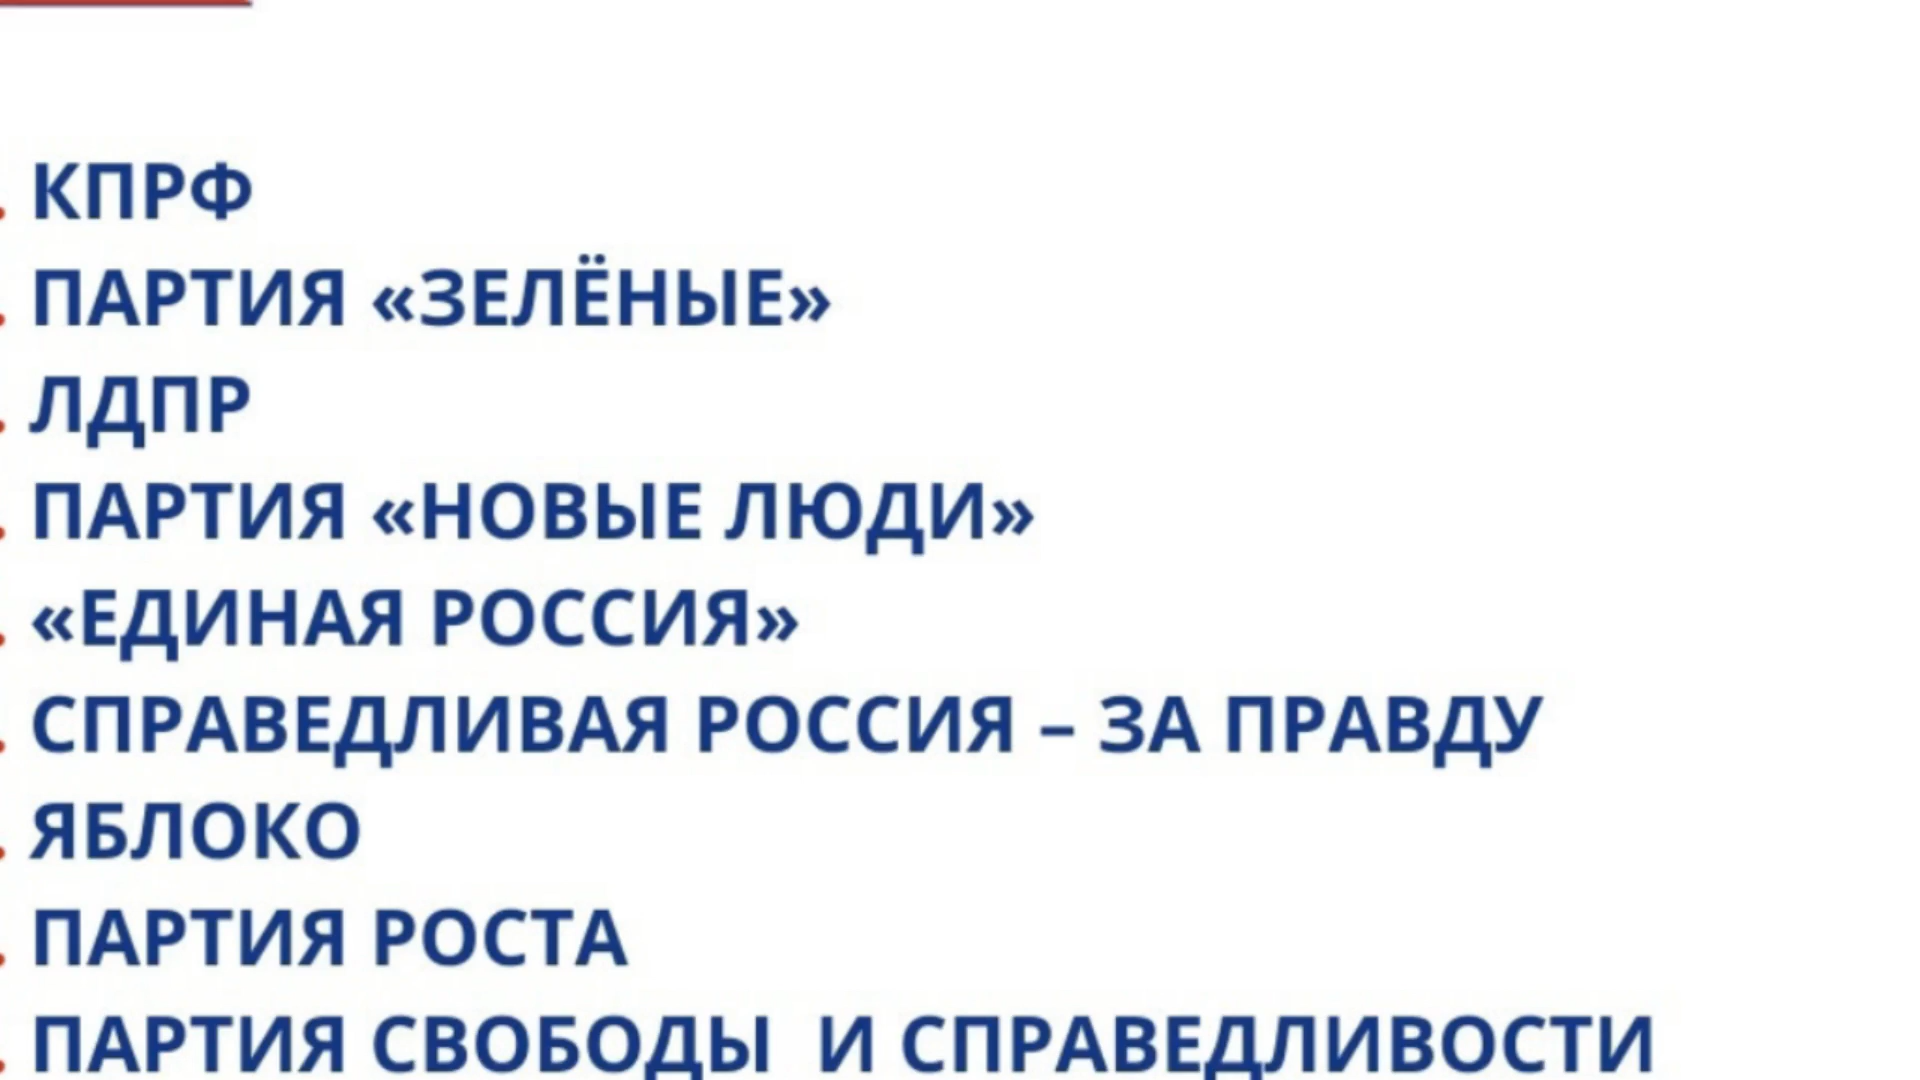 . КПРФ
. ПАРТИЯ «ЗЕЛЁНЫЕ»
. ЛДПР
. ПАРТИЯ «НОВЫЕ ЛЮДИ»
. «ЕДИНАЯ РОССИЯ»
. СПРАВЕДЛИВАЯ РОССИЯ – ЗА ПРАВДУ
. ЯБЛОКО
. ПАРТИЯ РОСТА
. ПАРТИЯ СВОБОДЫ И СПРАВЕДЛИВОСТИ